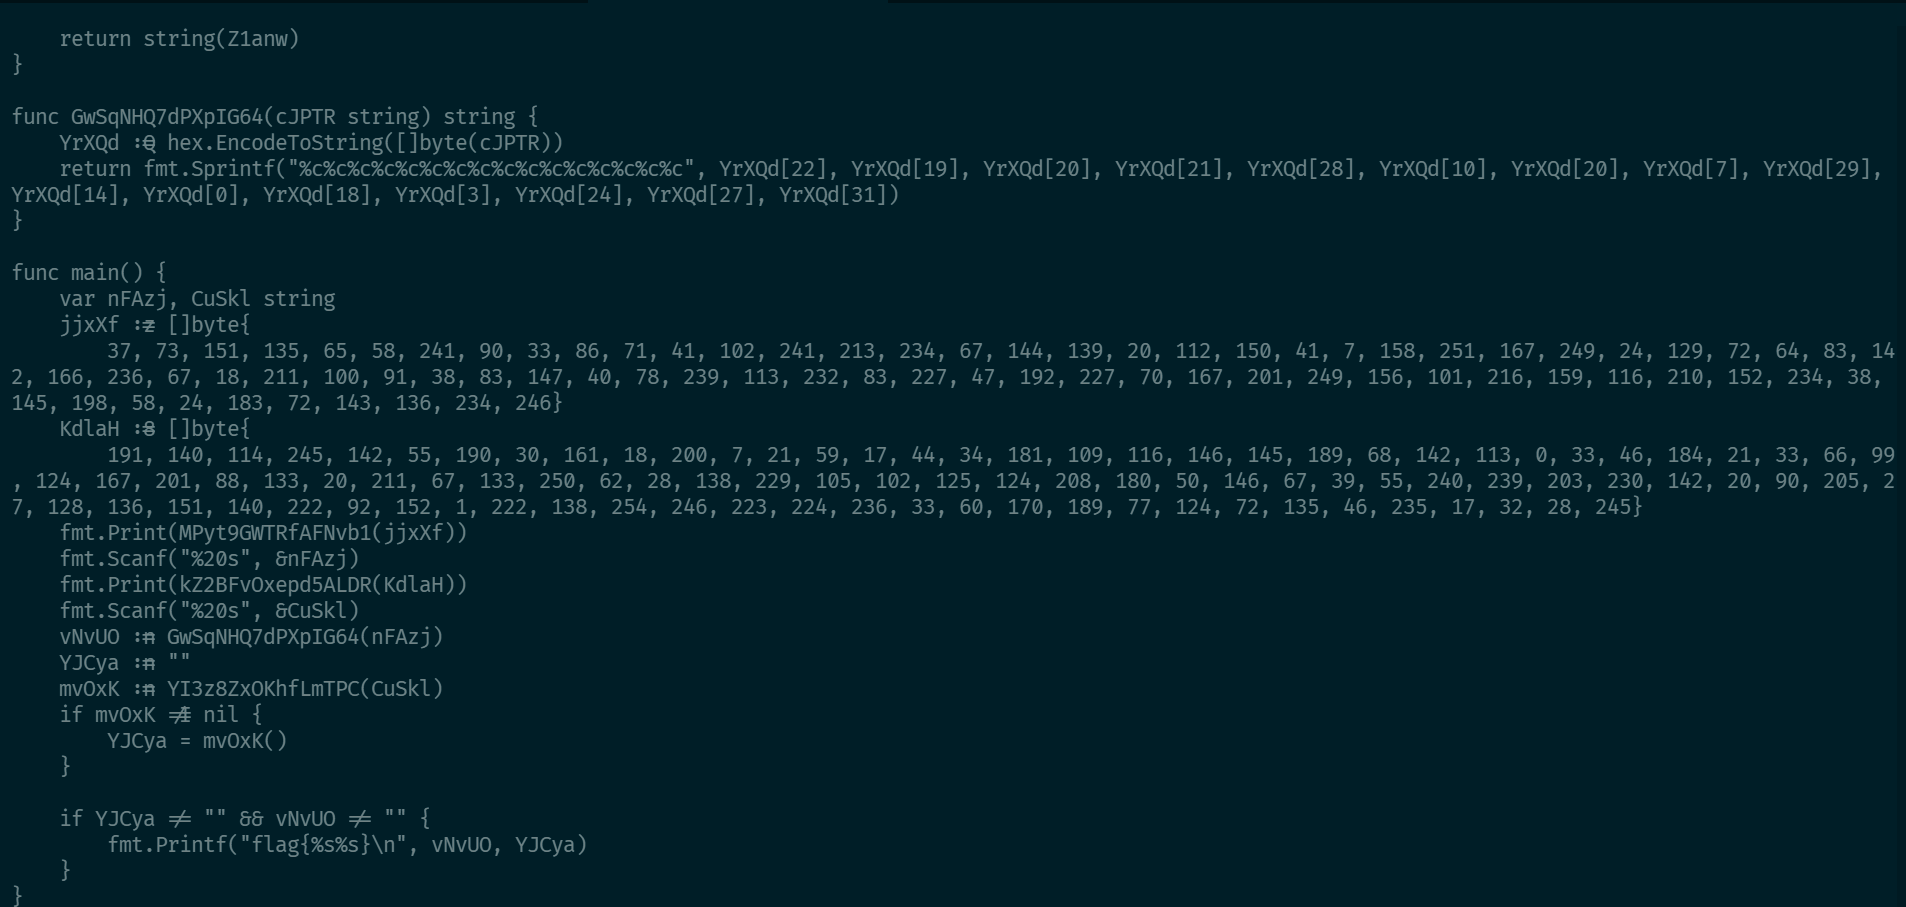 return string(Z1anw)
}
func GwSqNHQ7dPXpIG64(cJPTR string) string {
    YrXQd := hex.EncodeToString([]byte(cJPTR))
    return fmt.Sprintf("%c%c%c%c%c%c%c%c%c%c%c%c%c%c%c%c", YrXQd[22], YrXQd[19], YrXQd[20], YrXQd[21], YrXQd[28], YrXQd[10], YrXQd[20], YrXQd[7], YrXQd[29],
YrXQd[14], YrXQd[0], YrXQd[18], YrXQd[3], YrXQd[24], YrXQd[27], YrXQd[31])
}
func main() {
    var nFAzj, CuSkl string
    jjxXf := []byte{
        37, 73, 151, 135, 65, 58, 241, 90, 33, 86, 71, 41, 102, 241, 213, 234, 67, 144, 139, 20, 112, 150, 41, 7, 158, 251, 167, 249, 24, 129, 72, 64, 83, 14
2, 166, 236, 67, 18, 211, 100, 91, 38, 83, 147, 40, 78, 239, 113, 232, 83, 227, 47, 192, 227, 70, 167, 201, 249, 156, 101, 216, 159, 116, 210, 152, 234, 38,
145, 198, 58, 24, 183, 72, 143, 136, 234, 246}
    KdlaH := []byte{
        191, 140, 114, 245, 142, 55, 190, 30, 161, 18, 200, 7, 21, 59, 17, 44, 34, 181, 109, 116, 146, 145, 189, 68, 142, 113, 0, 33, 46, 184, 21, 33, 66, 99
, 124, 167, 201, 88, 133, 20, 211, 67, 133, 250, 62, 28, 138, 229, 105, 102, 125, 124, 208, 180, 50, 146, 67, 39, 55, 240, 239, 203, 230, 142, 20, 90, 205, 2
7, 128, 136, 151, 140, 222, 92, 152, 1, 222, 138, 254, 246, 223, 224, 236, 33, 60, 170, 189, 77, 124, 72, 135, 46, 235, 17, 32, 28, 245}
    fmt.Print(MPyt9GWTRfAFNvb1(jjxXf))
    fmt.Scanf("%20s", &nFAzj)
    fmt.Print(kZ2BFvOxepd5ALDR(KdlaH))
    fmt.Scanf("%20s", &CuSkl)
    vNvUO := GwSqNHQ7dPXpIG64(nFAzj)
    YJCya := ""
    mvOxK := YI3z8ZxOKhfLmTPC(CuSkl)
    if mvOxK != nil {
        YJCya = mvOxK()
    }
    if YJCya != "" && vNvUO != "" {
        fmt.Printf("flag{%s%s}\n", vNvUO, YJCya)
    }
}